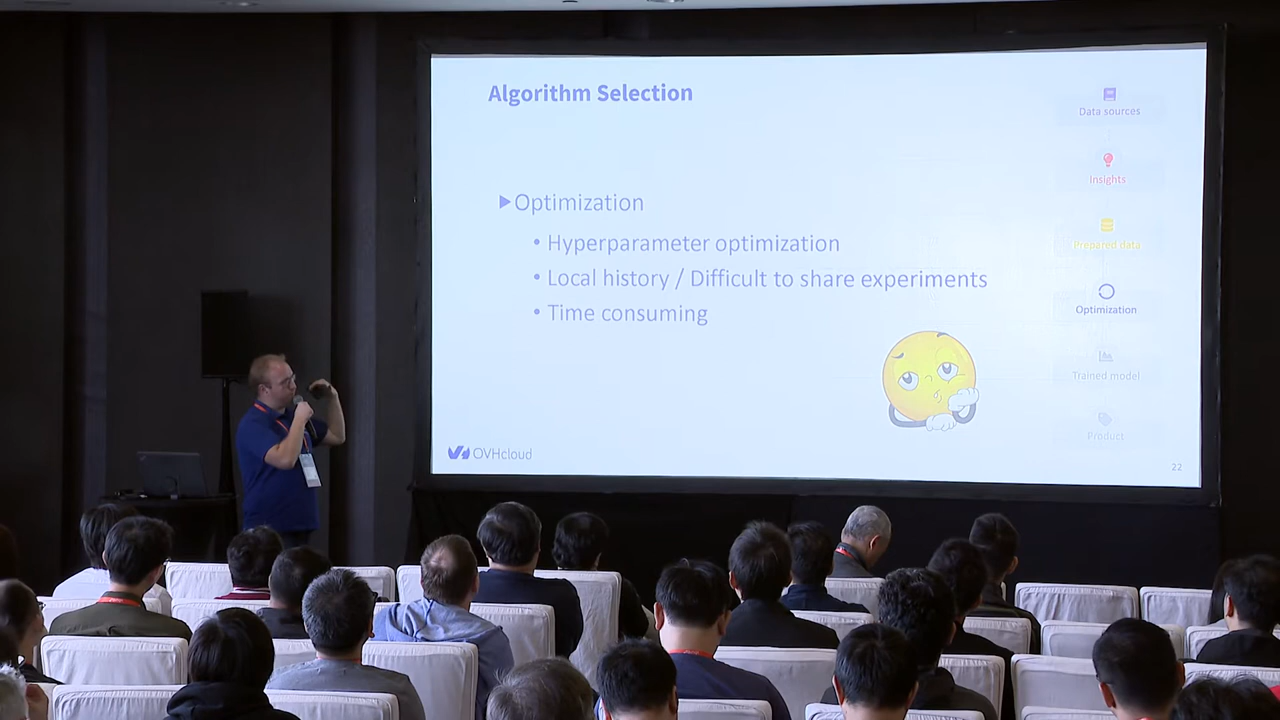 Algorithm Selection
Optimization
• Hyperparameter optimization
• Local history / Difficult to share experiments
• Time consuming
Data sources
Insights
Prepared data
Optimization
Trained model
Product
OVHcloud
22